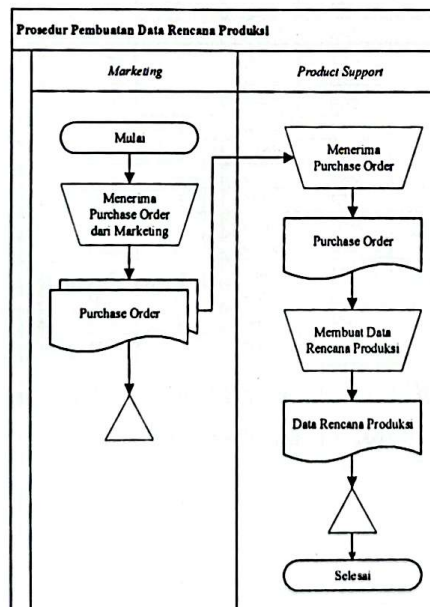 Prosedur Pembuatan Data Rencana Produksi
Marketing
Product Support
Mulai
Menerima
Purchase Order
dari Marketing
Purchase Order
Menerima
Purchase Order
Purchase Order
Membuat Data
Rencana Produksi
Data Rencana Produksi
Selesai